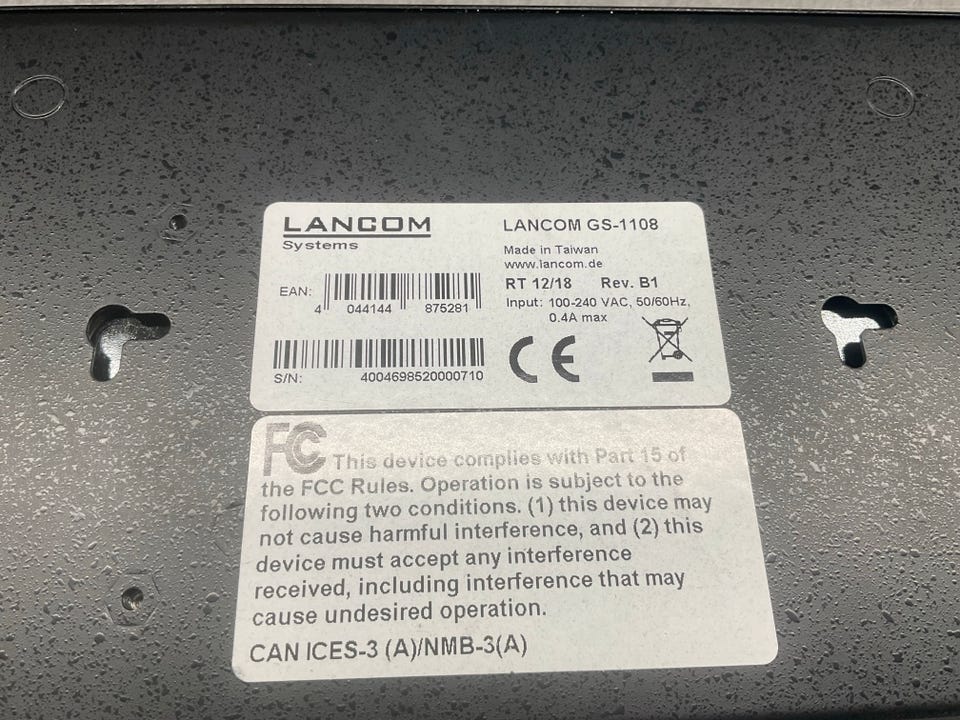 LANCOM
Systems
LANCOM GS-1108
Made in Taiwan
www.lancom.de
RT 12/18 Rev. B1
Input: 100-240 VAC, 50/60Hz,
0.4A max
EAN:
4 044144 875281
S/N: 4004698520000710
CE
FC This device complies with Part 15 of
the FCC Rules. Operation is subject to the
following two conditions. (1) this device may
not cause harmful interference, and (2) this
device must accept any interference
received, including interference that may
cause undesired operation.
CAN ICES-3 (A)/NMB-3(A)